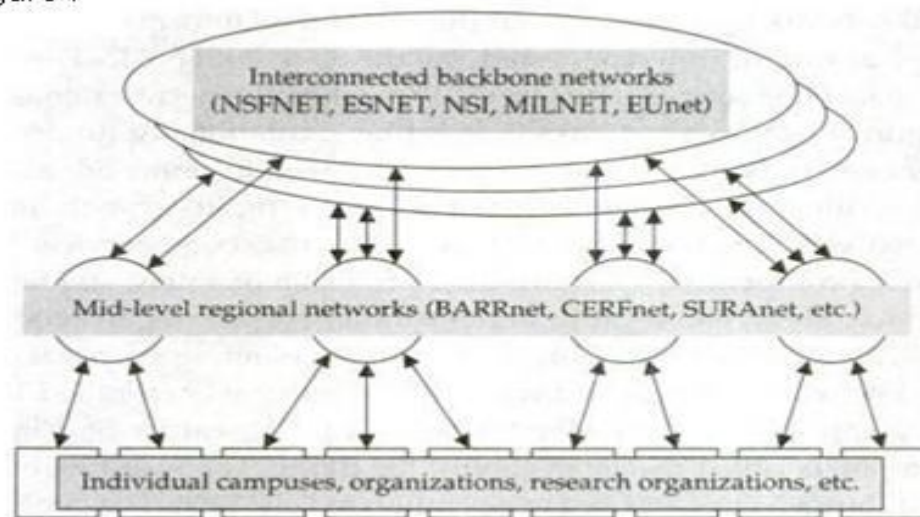 Interconnected backbone networks
(NSFNET, ESNET, NSI, MILNET, EUnet)
Mid-level regional networks (BARRnet, CERFnet, SURAnet, etc.)
Individual campuses, organizations, research organizations, etc.